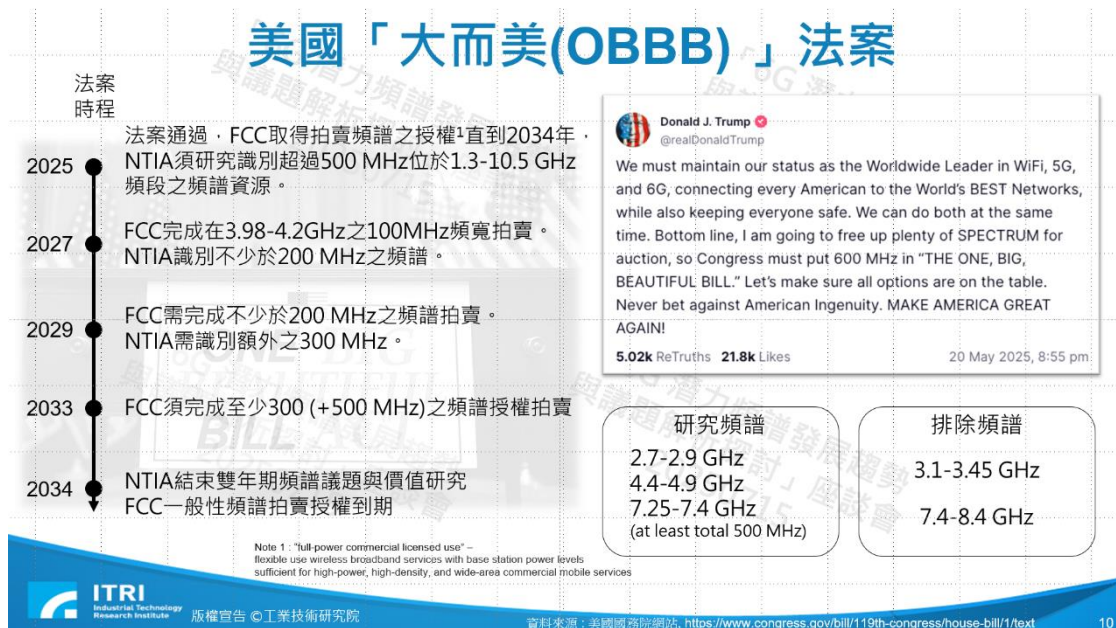 美國「大而美(OBBB) 」法案
法案
時程
2025
法案通過,FCC取得拍賣頻譜之授權¹直到2034年,
NTIA須研究識別超過500 MHz位於1.3-10.5 GHz
頻段之頻譜資源。
2027
FCC完成在3.98-4.2GHz之100MHz頻寬拍賣。
NTIA識別不少於200 MHz之頻譜。
2029
FCC需完成不少於200 MHz之頻譜拍賣。
NTIA需識別額外之300 MHz。
2033
FCC須完成至少300 (+500 MHz)之頻譜授權拍賣
2034
NTIA結束雙年期頻譜議題與價值研究
FCC一般性頻譜拍賣授權到期
Donald J. Trump
@realDonaldTrump
We must maintain our status as the Worldwide Leader in WiFi, 5G,
and 6G, connecting every American to the World's BEST Networks,
while also keeping everyone safe. We can do both at the same
time. Bottom line, I am going to free up plenty of SPECTRUM for
auction, so Congress must put 600 MHz in "THE ONE, BIG,
BEAUTIFUL BILL." Let's make sure all options are on the table.
Never bet against American Ingenuity. MAKE AMERICA GREAT
AGAIN!
5.02k ReTruths 21.8k Likes
20 May 2025, 8:55 pm
研究頻譜
2.7-2.9 GHz
4.4-4.9 GHz
7.25-7.4 GHz
(at least total 500 MHz)
排除頻譜
3.1-3.45 GHz
7.4-8.4 GHz
Note 1 : "full-power commercial licensed use" –
flexible use wireless broadband services with base station power levels
sufficient for high-power, high-density, and wide-area commercial mobile services
ITRI
Industrial Technology
Research Institute
版權宣告 ©工業技術研究院
資料來源:美國國務院網站, https://www.congress.gov/bill/119th-congress/house-bill/1/text
10